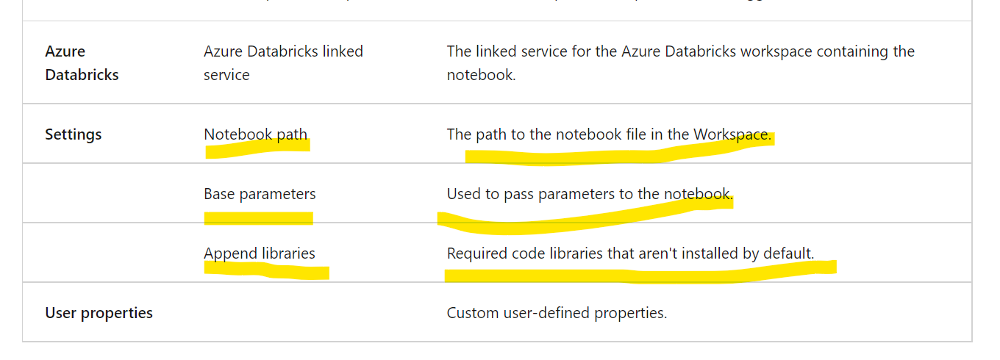 Azure Databricks
Azure Databricks linked service
The linked service for the Azure Databricks workspace containing the notebook.
Settings
Notebook path
The path to the notebook file in the Workspace.
Base parameters
Used to pass parameters to the notebook.
Append libraries
Required code libraries that aren't installed by default.
User properties
Custom user-defined properties.